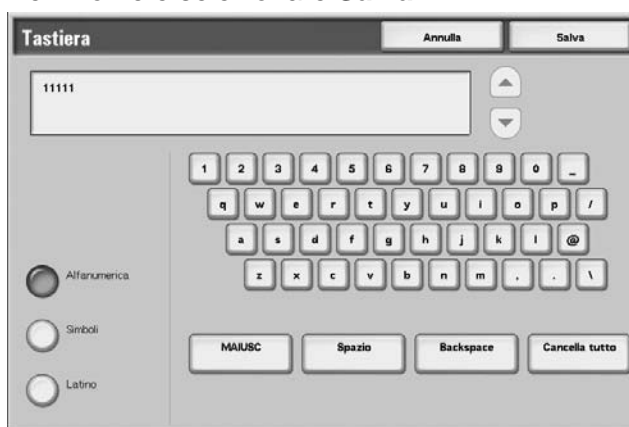 Tastiera Annulla Salva
11111
1 2 3 4 5 6 7 8 9 0 _
q w e r t y u i o p /
a s d f g h j k l @
z x c v b n m , . \
Alfanumerica
Simboli
Latino
MAIUSC Spazio Backspace Cancella tutto